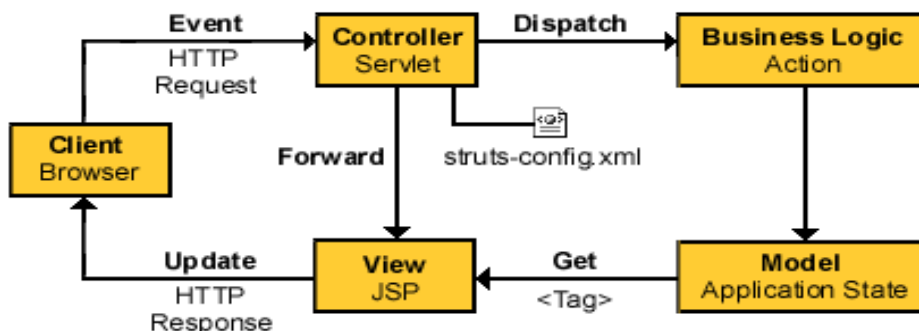 Event
HTTP
Request
Controller
Servlet
Dispatch
Business Logic
Action
Client
Browser
Forward
struts-config.xml
Update
HTTP
Response
View
JSP
Get
<Tag>
Model
Application State